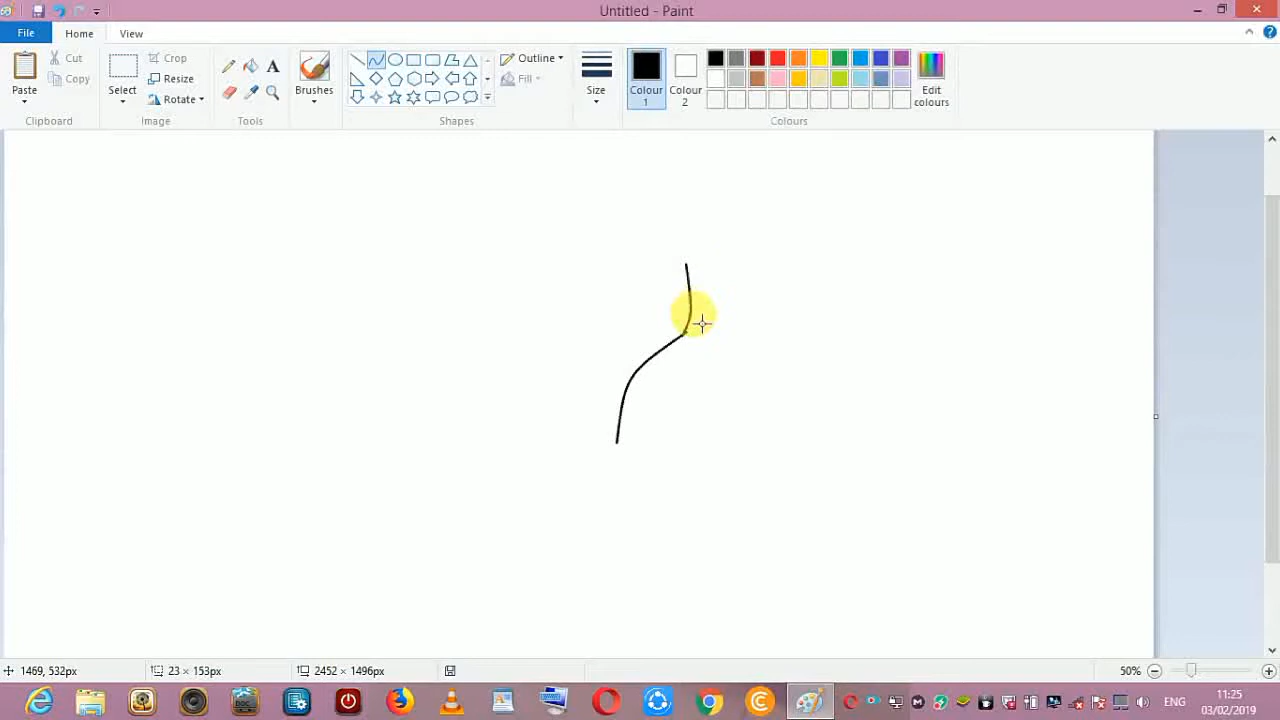 Untitled - Paint
File
Home
View
Paste
Cut
Copy
Clipboard
Select
Crop
Resize
Rotate
Image
A
Tools
Brushes
Outline
Fill
Shapes
Size
Colour
1
Colour
2
Edit
colours
Colours
1469, 532px
23 × 153px
2452 × 1496px
50%
DOC
ENG
11:25
03/02/2019